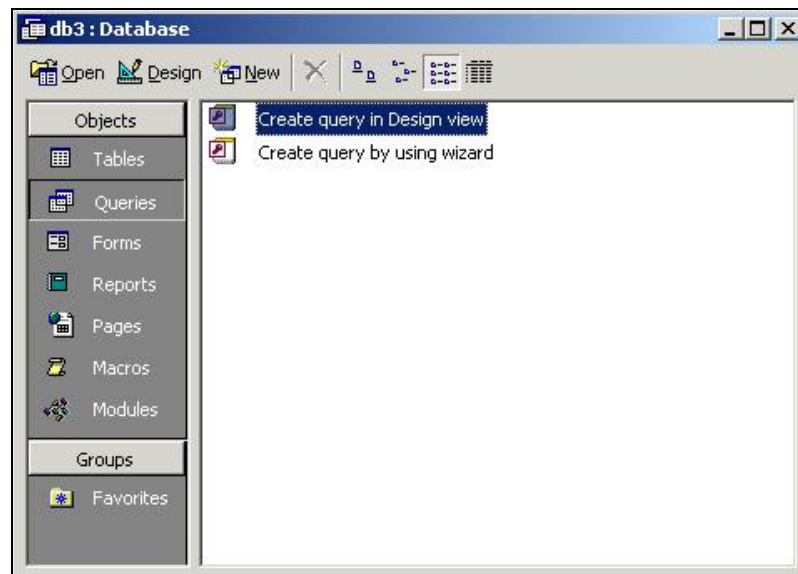 db3 : Database
Open Design New
Objects
Tables
Queries
Forms
Reports
Pages
Macros
Modules
Groups
Favorites
Create query in Design view
Create query by using wizard